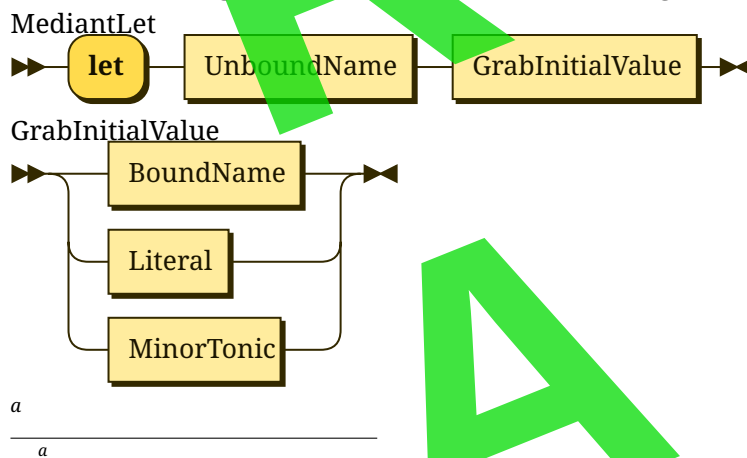 MediantLet
let UnboundName GrabInitialValue
GrabInitialValue
BoundName
Literal
MinorTonic
a
a